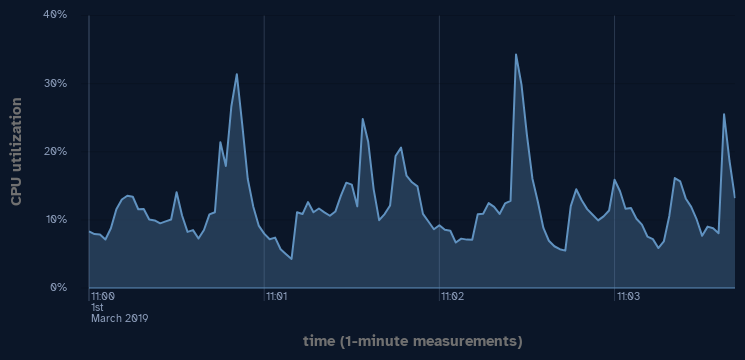 40%
30%
20%
10%
0%
CPU utilization
11:00
1st
March 2019
11:01
11:02
11:03
time (1-minute measurements)